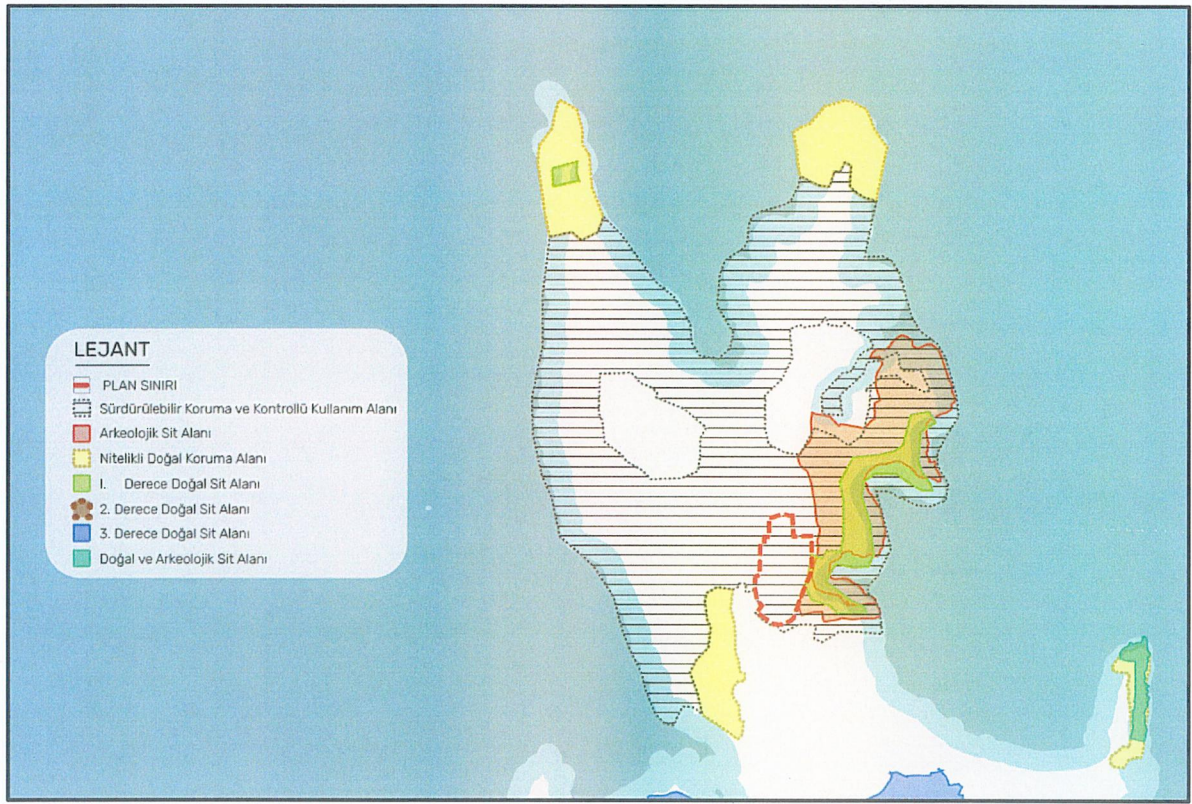 LEJANT
PLAN SINIRI
Sürdürülebilir Koruma ve Kontrollü Kullanım Alanı
Arkeolojik Sit Alanı
Nitelikli Doğal Koruma Alanı
I. Derece Doğal Sit Alanı
2. Derece Doğal Sit Alanı
3. Derece Doğal Sit Alanı
Doğal ve Arkeolojik Sit Alanı